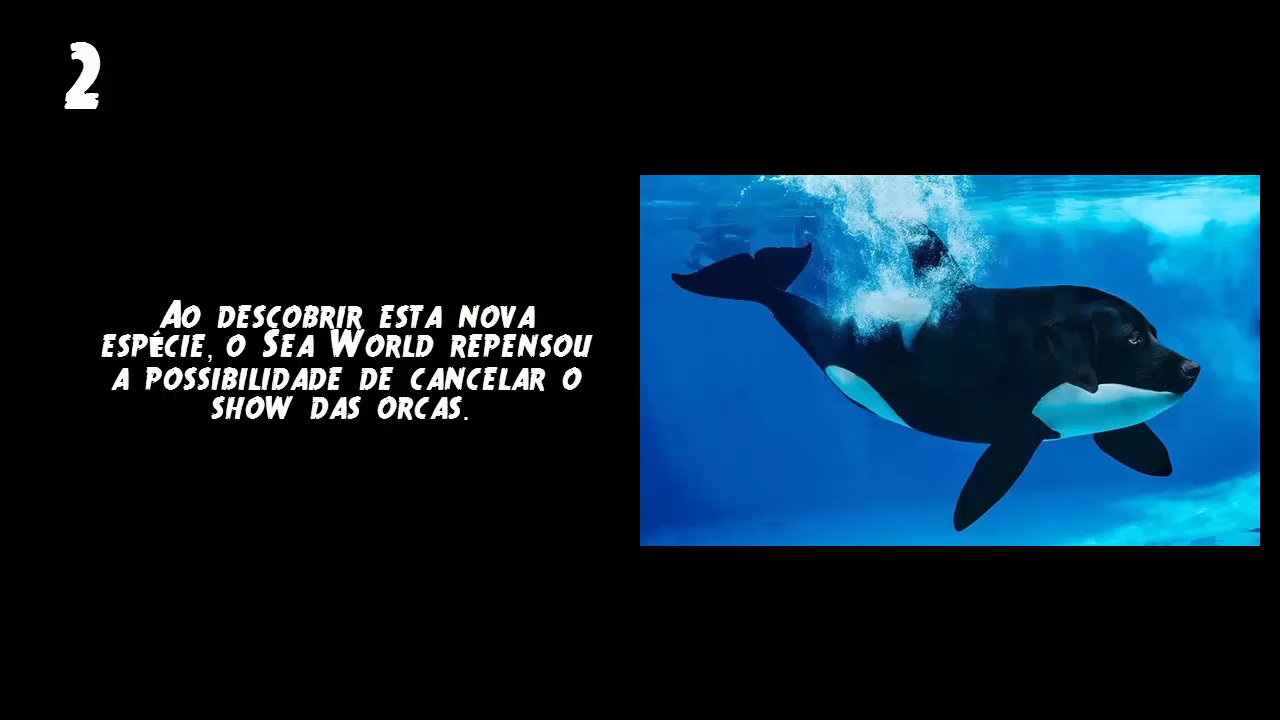 2
Ao descobrir esta nova
espécie, o Sea World repensou
a possibilidade de cancelar o
show das orcas.